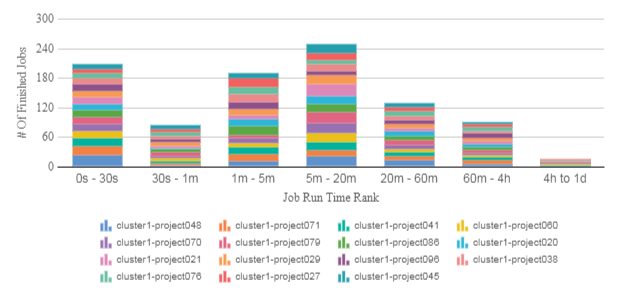 300
240
180
120
60
0
# Of Finished Jobs
0s - 30s 30s - 1m 1m - 5m 5m - 20m 20m - 60m 60m - 4h 4h to 1d
Job Run Time Rank
cluster1-project048 cluster1-project071 cluster1-project041 cluster1-project060
cluster1-project070 cluster1-project079 cluster1-project086 cluster1-project020
cluster1-project021 cluster1-project029 cluster1-project096 cluster1-project038
cluster1-project076 cluster1-project027 cluster1-project045